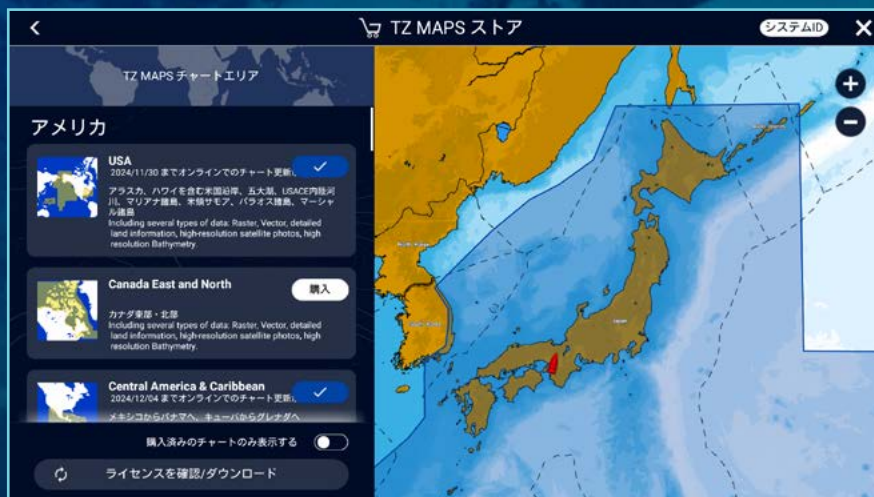 TZ MAPS ストア
システムID
TZ MAPS チャートエリア
アメリカ
USA
2024/11/30 までオンラインでのチャート更新
アラスカ、ハワイを含む米国沿岸、五大湖、USACE内陸河
川、マリアナ諸島、米領サモア、パラオス諸島、マーシャ
ル諸島
Including several types of data: Raster, Vector, detailed
land information, high-resolution satellite photos, high
resolution Bathymetry.
Canada East and North
購入
カナダ東部・北部
Including several types of data: Raster, Vector, detailed
land information, high-resolution satellite photos, high
resolution Bathymetry.
Central America & Caribbean
2024/12/04 までオンラインでのチャート更新
メキシコからパナマへ、キューバからグレナダへ
購入済みのチャートのみ表示する
ライセンスを確認/ダウンロード
North Korea
South Korea
Japan